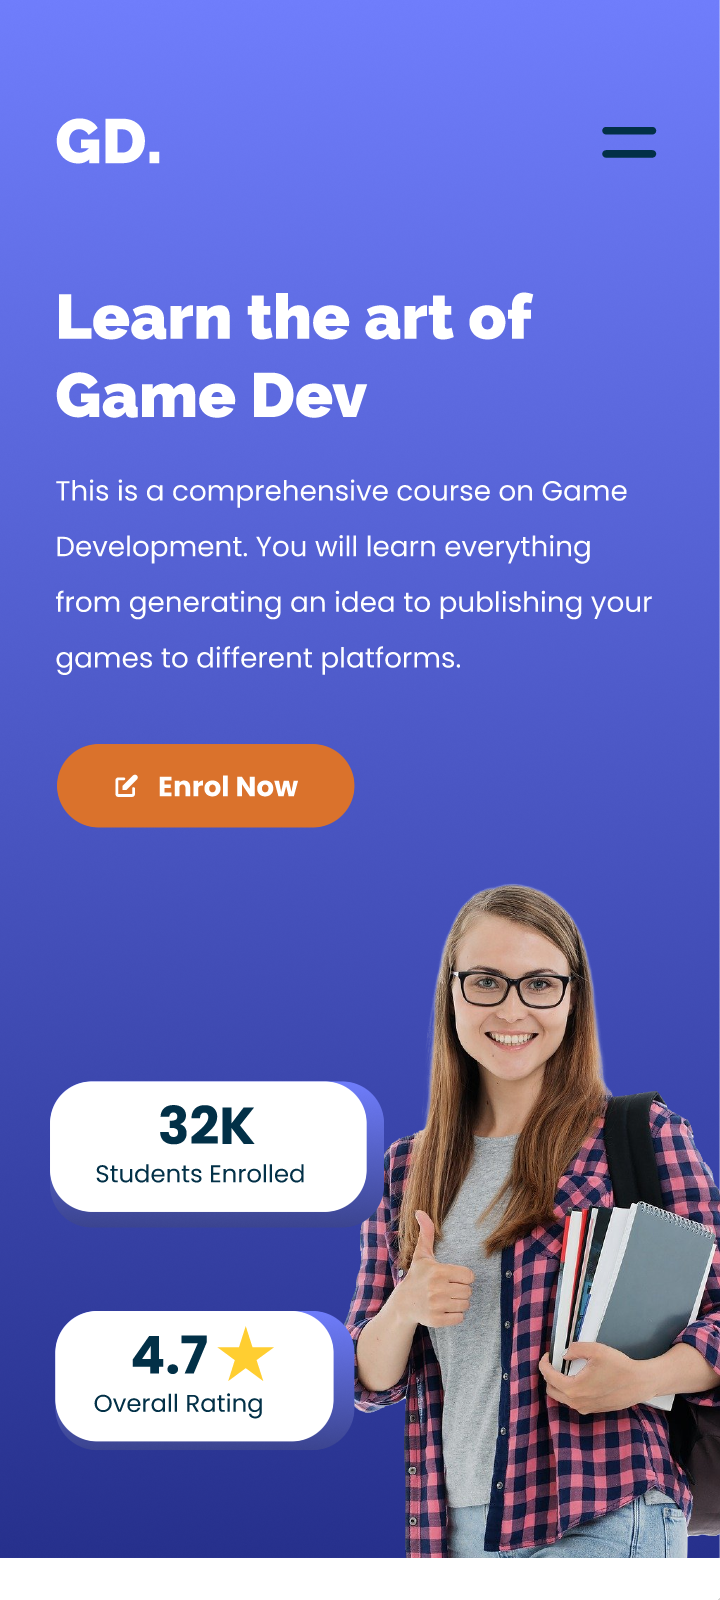 GD.
Learn the art of
Game Dev
This is a comprehensive course on Game
Development. You will learn everything
from generating an idea to publishing your
games to different platforms.
Enrol Now
32K
Students Enrolled
4.7
Overall Rating